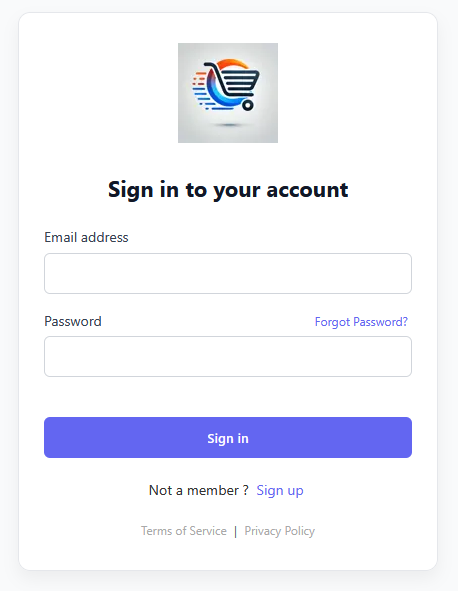 Sign in to your account
Email address
Password Forgot Password?
Sign in
Not a member ? Sign up
Terms of Service | Privacy Policy